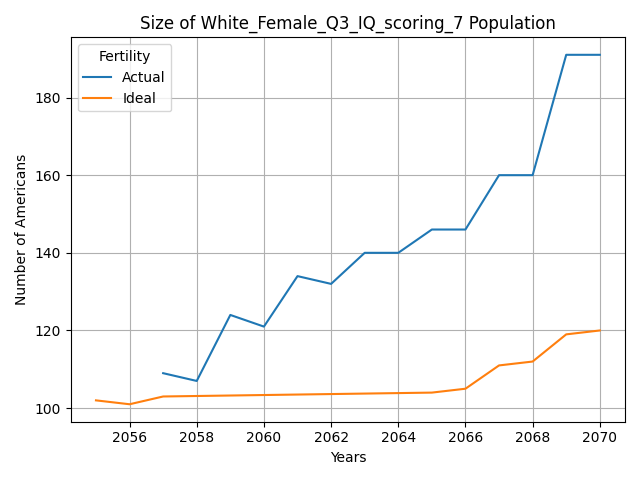 Size of White_Female_Q3_IQ_scoring_7 Population
Fertility
Actual
Ideal
180
160
140
120
100
Number of Americans
2056 2058 2060 2062 2064 2066 2068 2070
Years